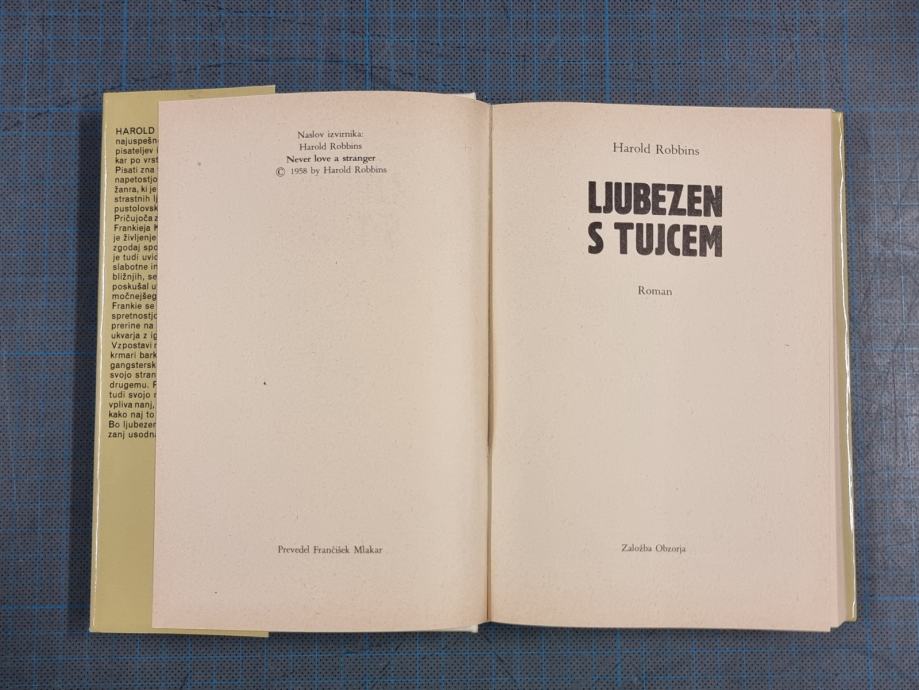 HAROLD
najuspešn
pisateljev i
kar po vrst
Pisati zna
napetostjo
žanra, ki je
strastnih lj
pustolovsk
Pričujoča z
Frankieja K
je življenje
zgodaj spo
je tudi uvid
slabotne in
bližnjih, se
poskušal u
močnejšeg
Frankie se
spretnostjo
prerine na
ukvarja z ig
Vzpostavi r
krmari bark
gangstersk
svojo stran
drugemu. F
tudi svojo r
vpliva nanj,
kako naj to
Bo ljubezen
zanj usodna
Naslov izvirnika:
Harold Robbins
Never love a stranger
© 1958 by Harold Robbins
Prevedel Frančišek Mlakar
Harold Robbins
LJUBEZEN
S TUJCEM
Roman
Založba Obzorja